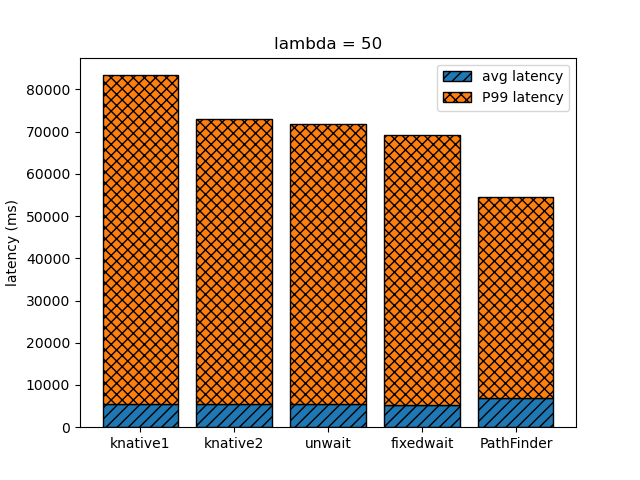 lambda = 50
avg latency
P99 latency
latency (ms)
80000
70000
60000
50000
40000
30000
20000
10000
0
knative1 knative2 unwait fixedwait PathFinder